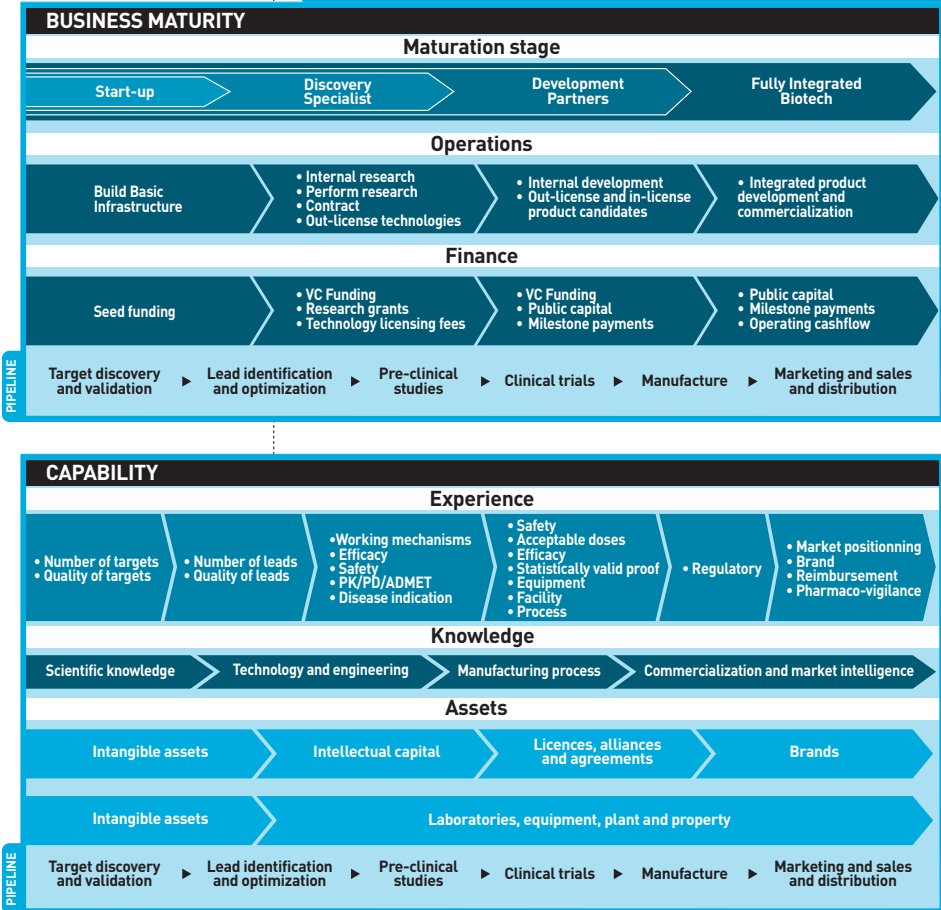 BUSINESS MATURITY
Maturation stage
Start-up
Discovery
Specialist
Development
Partners
Fully Integrated
Biotech
Operations
Build Basic
Infrastructure
• Internal research
• Perform research
• Contract
• Out-license technologies
• Internal development
• Out-license and in-license
product candidates
• Integrated product
development and
commercialization
Finance
Seed funding
• VC Funding
• Research grants
• Technology licensing fees
• VC Funding
• Public capital
• Milestone payments
• Public capital
• Milestone payments
• Operating cashflow
PIPELINE
Target discovery
and validation
Lead identification
and optimization
Pre-clinical
studies
Clinical trials
Manufacture
Marketing and sales
and distribution
CAPABILITY
Experience
• Number of targets
• Quality of targets
• Number of leads
• Quality of leads
•Working mechanisms
• Efficacy
• Safety
• PK/PD/ADMET
• Disease indication
• Safety
• Acceptable doses
• Efficacy
• Statistically valid proof
• Equipment
• Facility
• Process
• Regulatory
• Market positionning
• Brand
• Reimbursement
• Pharmaco-vigilance
Knowledge
Scientific knowledge
Technology and engineering
Manufacturing process
Commercialization and market intelligence
Assets
Intangible assets
Intellectual capital
Licences, alliances
and agreements
Brands
Intangible assets
Laboratories, equipment, plant and property
PIPELINE
Target discovery
and validation
Lead identification
and optimization
Pre-clinical
studies
Clinical trials
Manufacture
Marketing and sales
and distribution